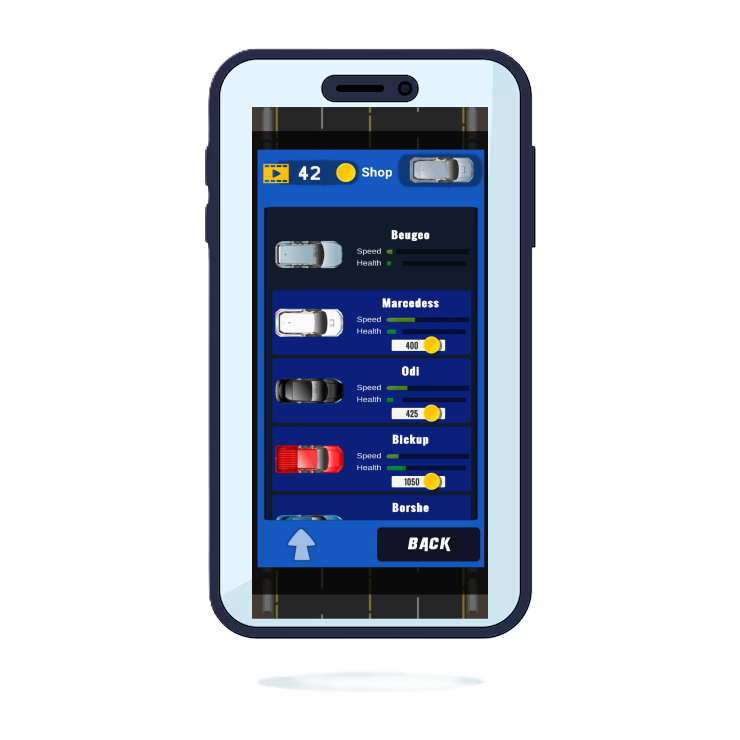 42 Shop
Beugeo
Speed
Health
Marcedess
Speed
Health
400
Odi
Speed
Health
425
Bickup
Speed
Health
1050
Borshe
BACK